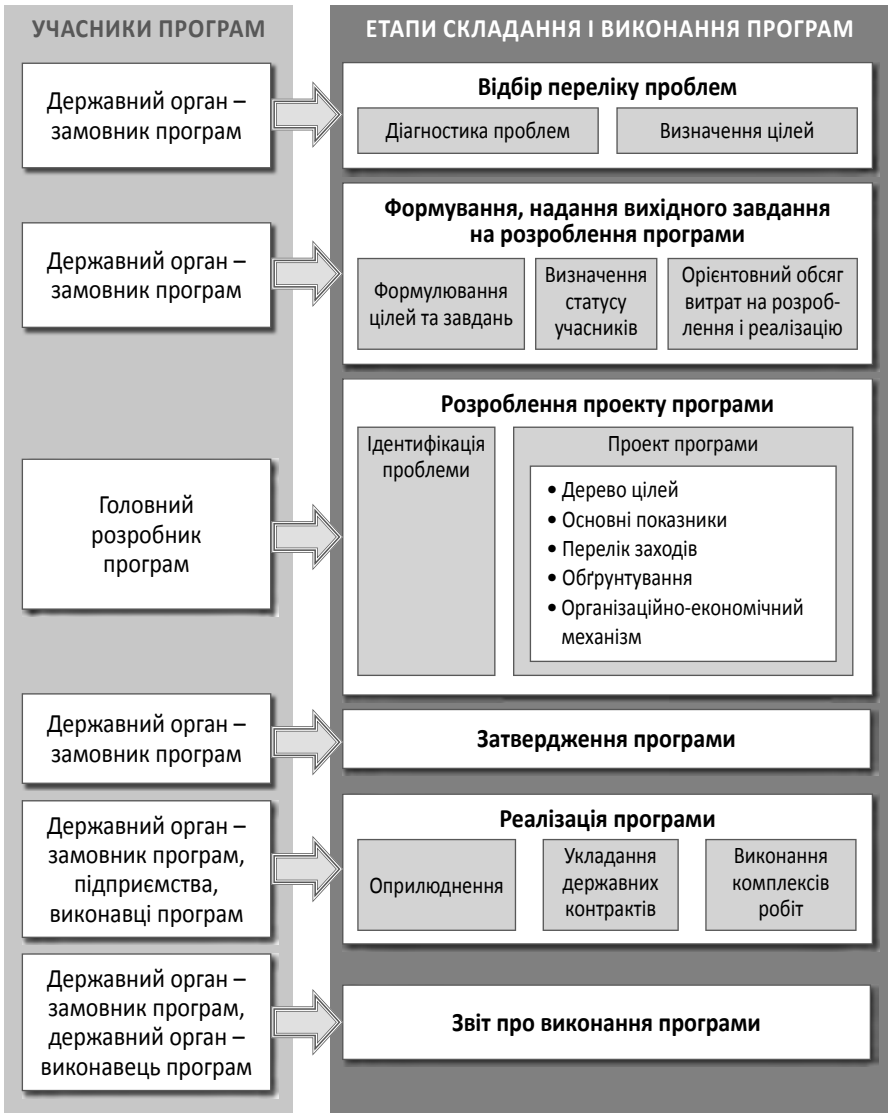 УЧАСНИКИ ПРОГРАМ
ЕТАПИ СКЛАДАННЯ І ВИКОНАННЯ ПРОГРАМ
Державний орган –
замовник програм
Відбір переліку проблем
Діагностика проблем
Визначення цілей
Державний орган –
замовник програм
Формування, надання вихідного завдання
на розроблення програми
Формулювання
цілей та завдань
Визначення
статусу
учасників
Орієнтовний обсяг
витрат на розроб-
лення і реалізацію
Головний
розробник
програм
Розроблення проекту програми
Ідентифікація
проблеми
Проект програми
• Дерево цілей
• Основні показники
• Перелік заходів
• Обґрунтування
• Організаційно-економічний
механізм
Державний орган –
замовник програм
Затвердження програми
Державний орган –
замовник програм,
підприємства,
виконавці програм
Реалізація програми
Оприлюднення
Укладання
державних
контрактів
Виконання
комплексів
робіт
Державний орган –
замовник програм,
державний орган –
виконавець програм
Звіт про виконання програми